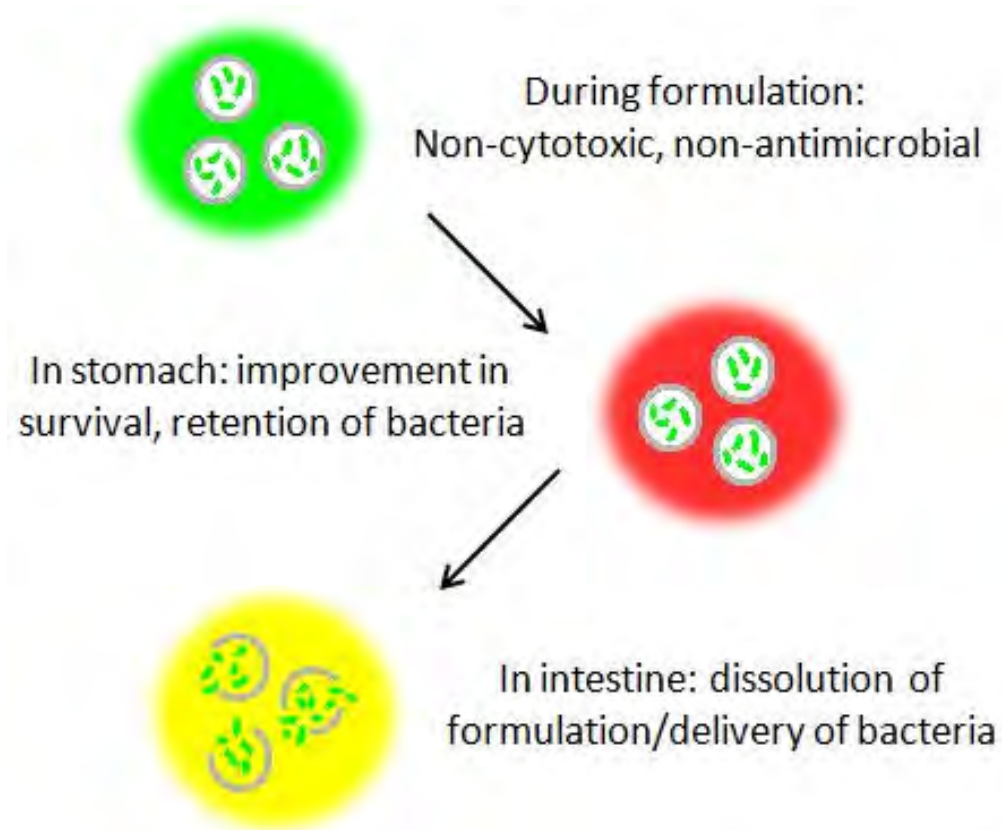 During formulation:
Non-cytotoxic, non-antimicrobial
In stomach: improvement in
survival, retention of bacteria
In intestine: dissolution of
formulation/delivery of bacteria